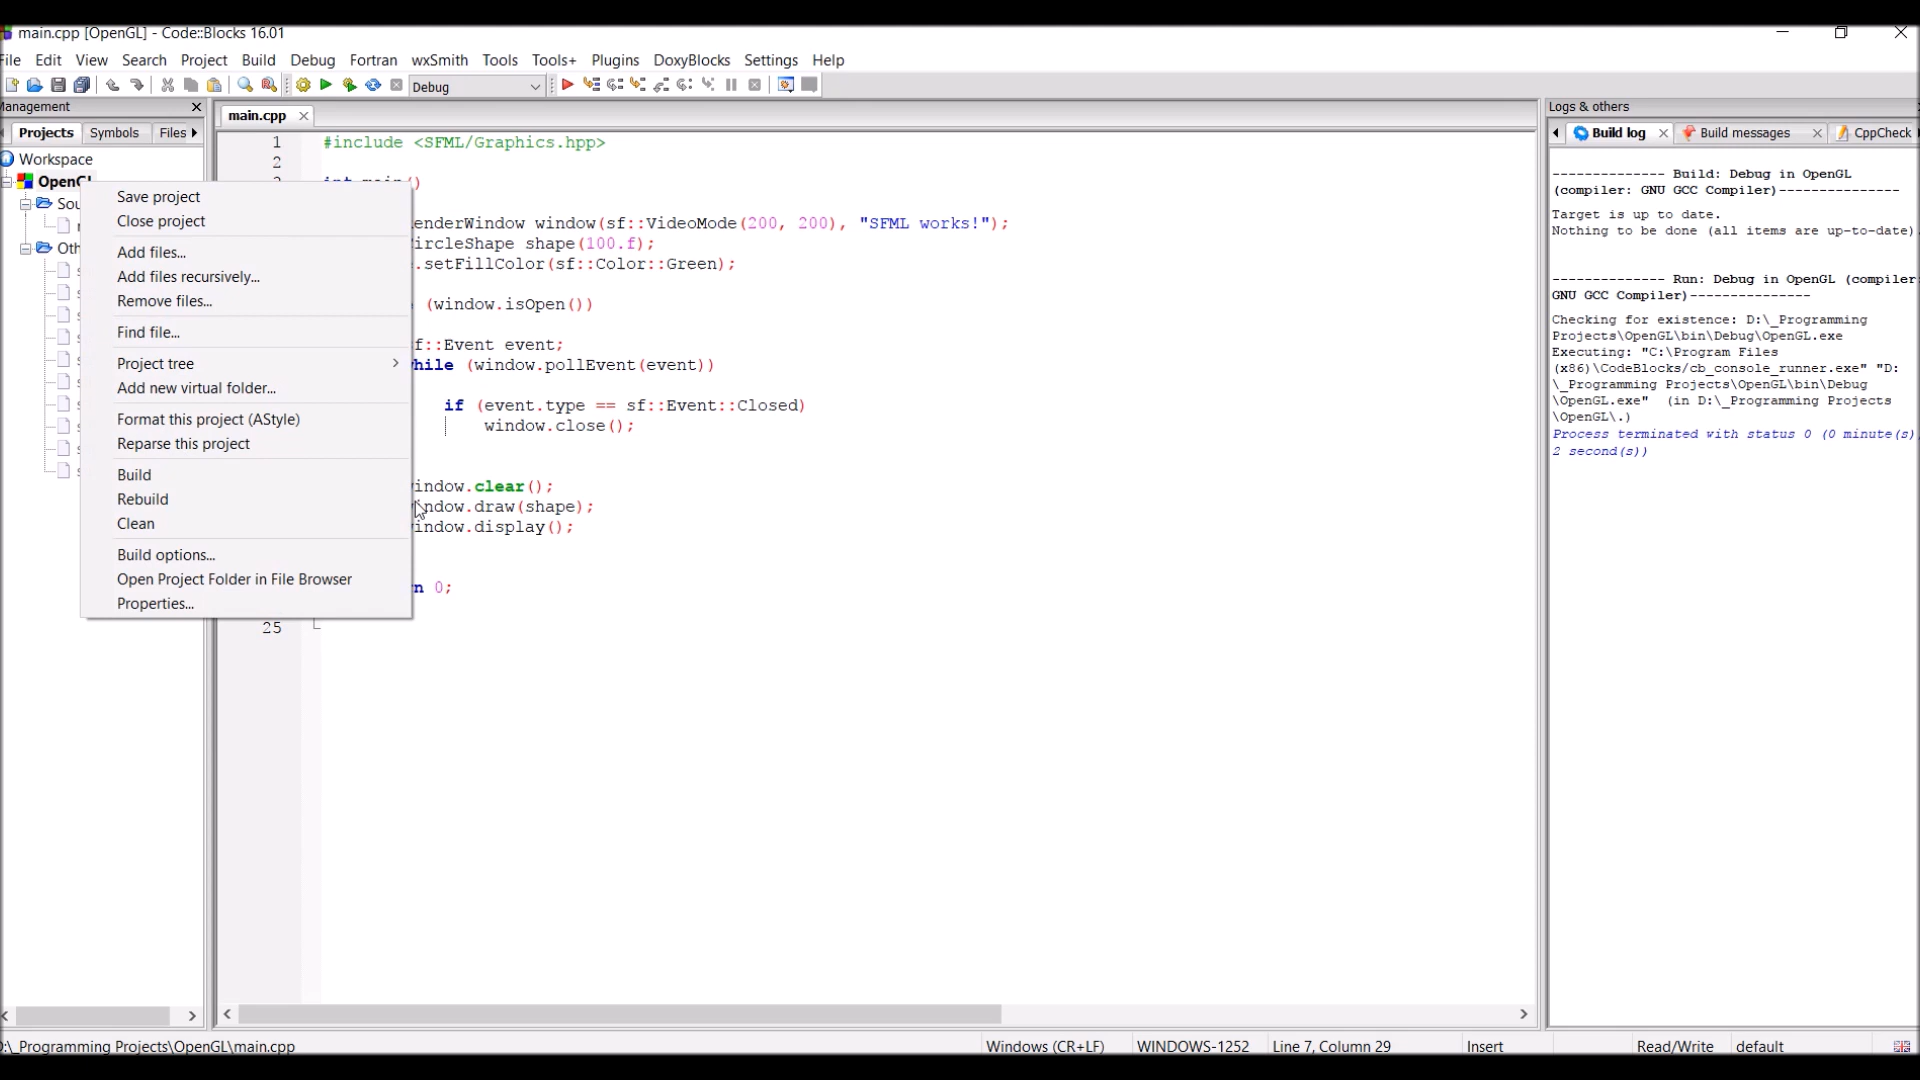 main.cpp [OpenGL] - Code::Blocks 16.01
File Edit View Search Project Build Debug Fortran wxSmith Tools Tools+ Plugins DoxyBlocks Settings Help
Debug
Management
Projects Symbols Files
Workspace
OpenGL
Save project
Close project
Add files...
Add files recursively...
Remove files...
Find file...
Project tree
Add new virtual folder...
Format this project (AStyle)
Reparse this project
Build
Rebuild
Clean
Build options...
Open Project Folder in File Browser
Properties...
main.cpp
1 #include <SFML/Graphics.hpp>
2
int main()
enderWindow window(sf::VideoMode(200, 200), "SFML works!");
ircleShape shape(100.f);
.setFillColor(sf::Color::Green);
(window.isOpen())
f::Event event;
hile (window.pollEvent(event))
if (event.type == sf::Event::Closed)
window.close();
indow.clear();
indow.draw(shape);
indow.display();
n 0;
25
Logs & others
Build log Build messages CppCheck
-------------- Build: Debug in OpenGL
(compiler: GNU GCC Compiler)---------------
Target is up to date.
Nothing to be done (all items are up-to-date)
-------------- Run: Debug in OpenGL (compiler:
GNU GCC Compiler)---------------
Checking for existence: D:\_Programming
Projects\OpenGL\bin\Debug\OpenGL.exe
Executing: "C:\Program Files
(x86)\CodeBlocks/cb_console_runner.exe" "D:
\_Programming Projects\OpenGL\bin\Debug
\OpenGL.exe"  (in D:\_Programming Projects
\OpenGL\.)
Process terminated with status 0 (0 minute(s)
2 second(s))
D:\_Programming Projects\OpenGL\main.cpp Windows (CR+LF) WINDOWS-1252 Line 7, Column 29 Insert Read/Write default